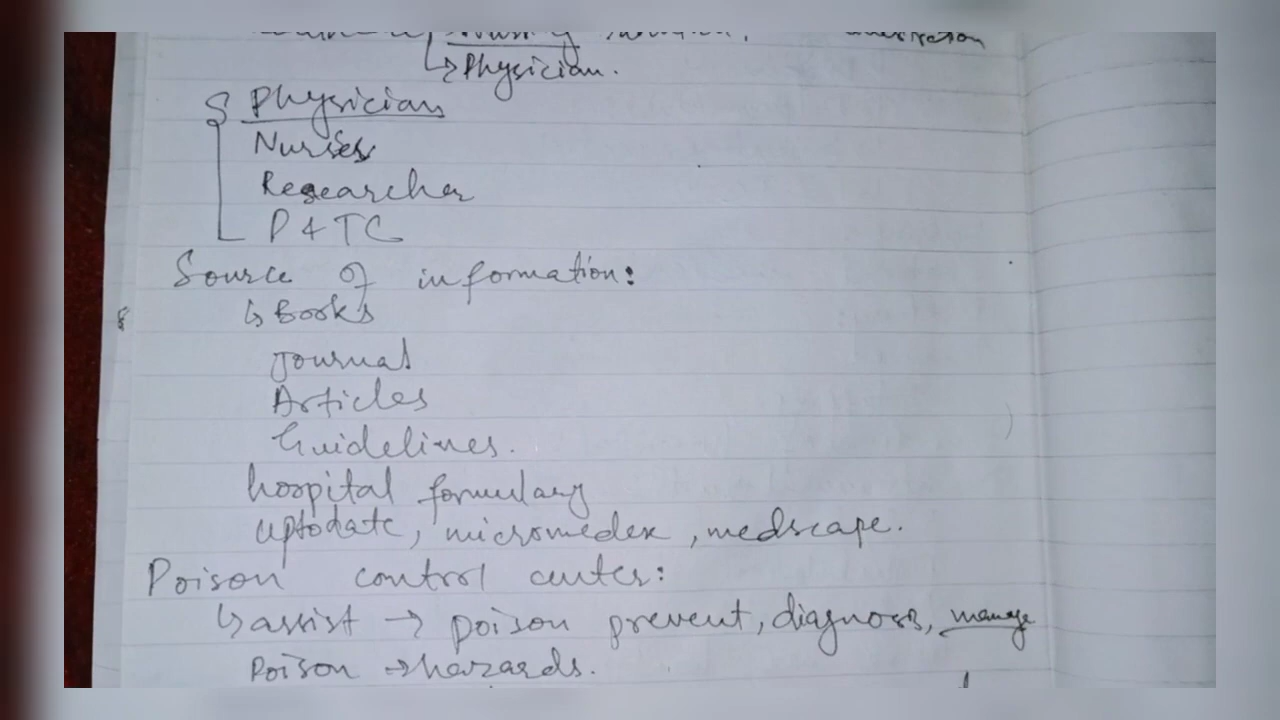 ↳ Physician.
Physician
Nurses
Researcher
P & TC
Source of information:
↳ Books
Journal
Articles
Guidelines.
hospital formulary
uptodate, micromedex, medscape.
Poison control center:
↳ assist → poison prevent, diagnosis, manage
Poison → hazards.